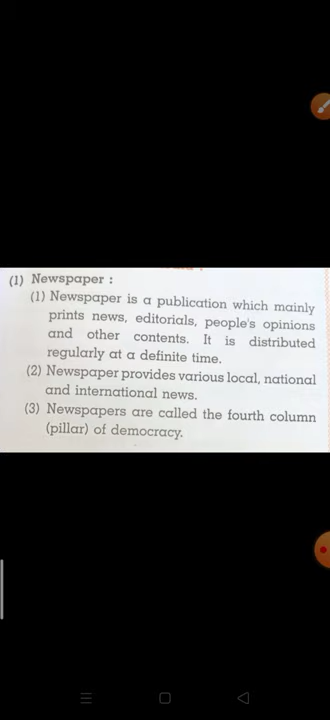 (1) Newspaper :
(1) Newspaper is a publication which mainly
prints news, editorials, people's opinions
and other contents. It is distributed
regularly at a definite time.
(2) Newspaper provides various local, national
and international news.
(3) Newspapers are called the fourth column
(pillar) of democracy.